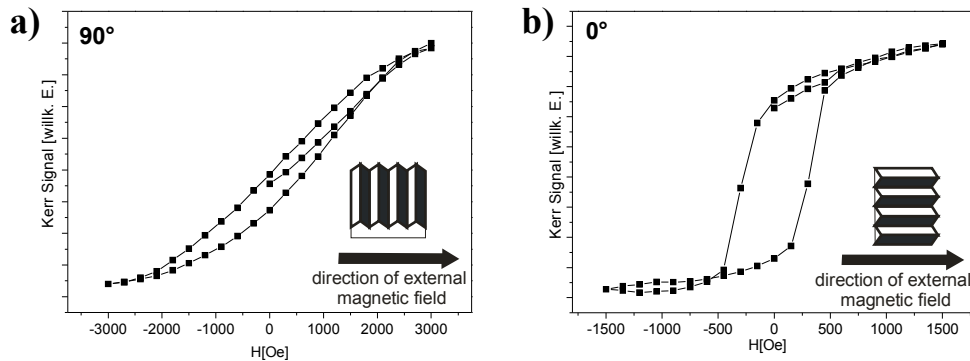 a)
90°
Kerr Signal [willk. E.]
direction of external
magnetic field
-3000 -2000 -1000 0 1000 2000 3000
H[Oe]
b)
0°
Kerr Signal [willk. E.]
direction of external
magnetic field
-1500 -1000 -500 0 500 1000 1500
H[Oe]